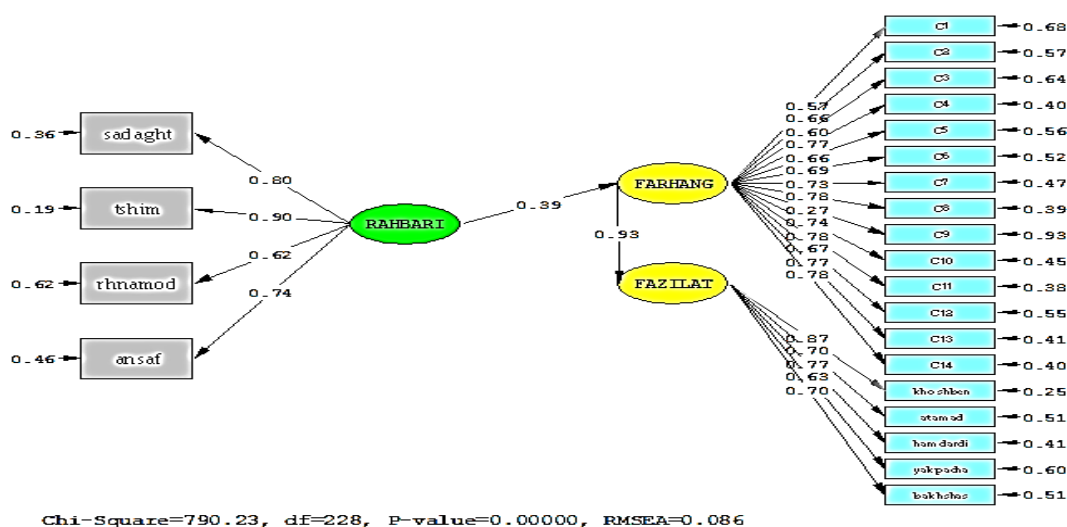 C1
0.68
C2
0.57
C3
0.64
C4
0.40
C5
0.56
C6
0.52
C7
0.47
C8
0.39
C9
0.93
C10
0.45
C11
0.38
C12
0.55
C13
0.41
C14
0.40
khoshben
0.25
atamad
0.51
hamdardi
0.41
yakpadha
0.60
bakhshas
0.51
0.57
0.66
0.60
0.77
0.66
0.69
0.73
0.78
0.27
0.74
0.78
0.67
0.77
0.78
0.87
0.70
0.77
0.63
0.70
FARHANG
0.93
FAZILAT
0.39
RAHBARI
0.80
0.90
0.62
0.74
0.36
sadaght
0.19
tshim
0.62
rhnamod
0.46
ansaf
Chi-Square=790.23, df=228, P-value=0.00000, RMSEA=0.086